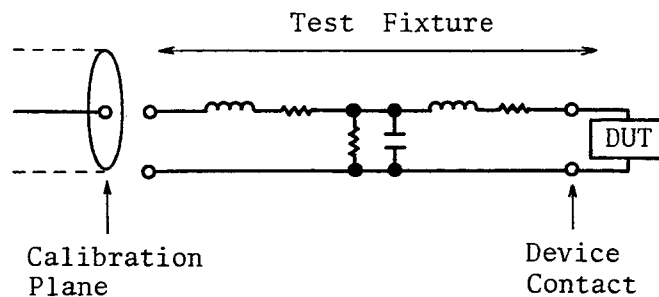 Test Fixture
DUT
Calibration
Plane
Device
Contact